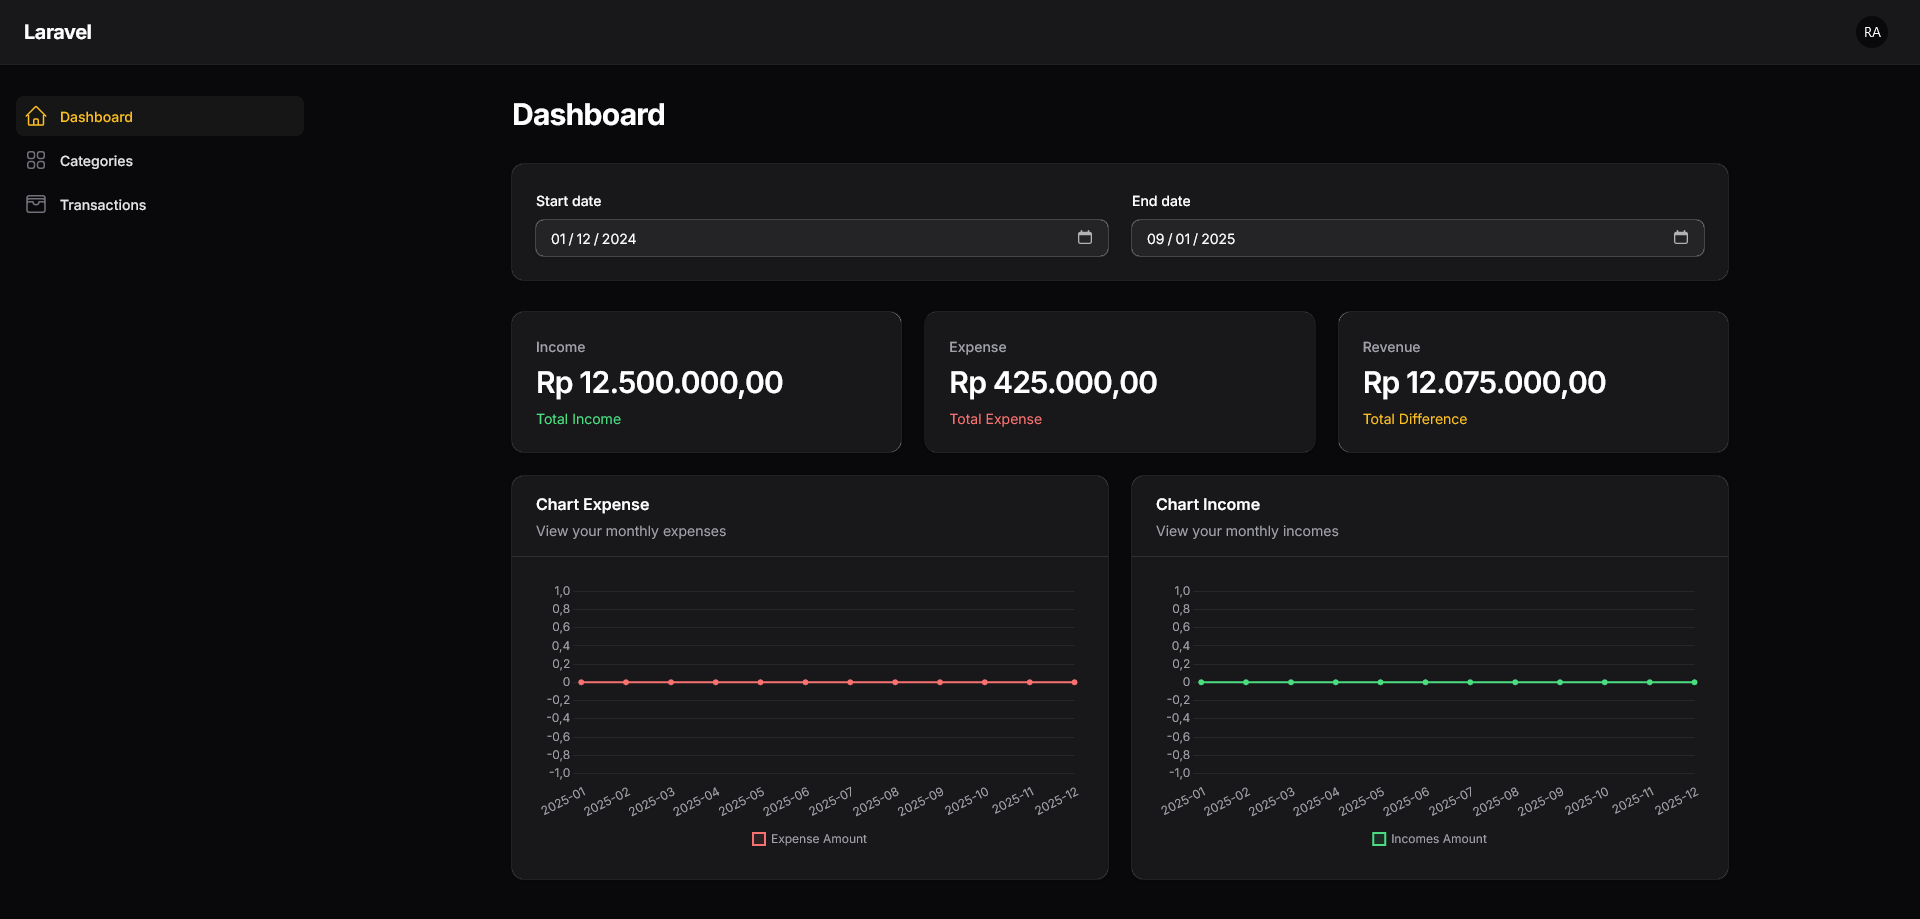 Laravel
RA
Dashboard
Categories
Transactions
Dashboard
Start date
01 / 12 / 2024
End date
09 / 01 / 2025
Income
Rp 12.500.000,00
Total Income
Expense
Rp 425.000,00
Total Expense
Revenue
Rp 12.075.000,00
Total Difference
Chart Expense
View your monthly expenses
1,0
0,8
0,6
0,4
0,2
0
-0,2
-0,4
-0,6
-0,8
-1,0
2025-01 2025-02 2025-03 2025-04 2025-05 2025-06 2025-07 2025-08 2025-09 2025-10 2025-11 2025-12
Expense Amount
Chart Income
View your monthly incomes
1,0
0,8
0,6
0,4
0,2
0
-0,2
-0,4
-0,6
-0,8
-1,0
2025-01 2025-02 2025-03 2025-04 2025-05 2025-06 2025-07 2025-08 2025-09 2025-10 2025-11 2025-12
Incomes Amount